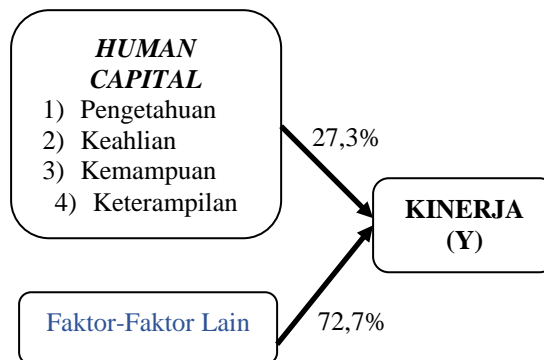 HUMAN
CAPITAL
1) Pengetahuan
2) Keahlian
3) Kemampuan
4) Keterampilan
27,3%
KINERJA
(Y)
Faktor-Faktor Lain
72,7%